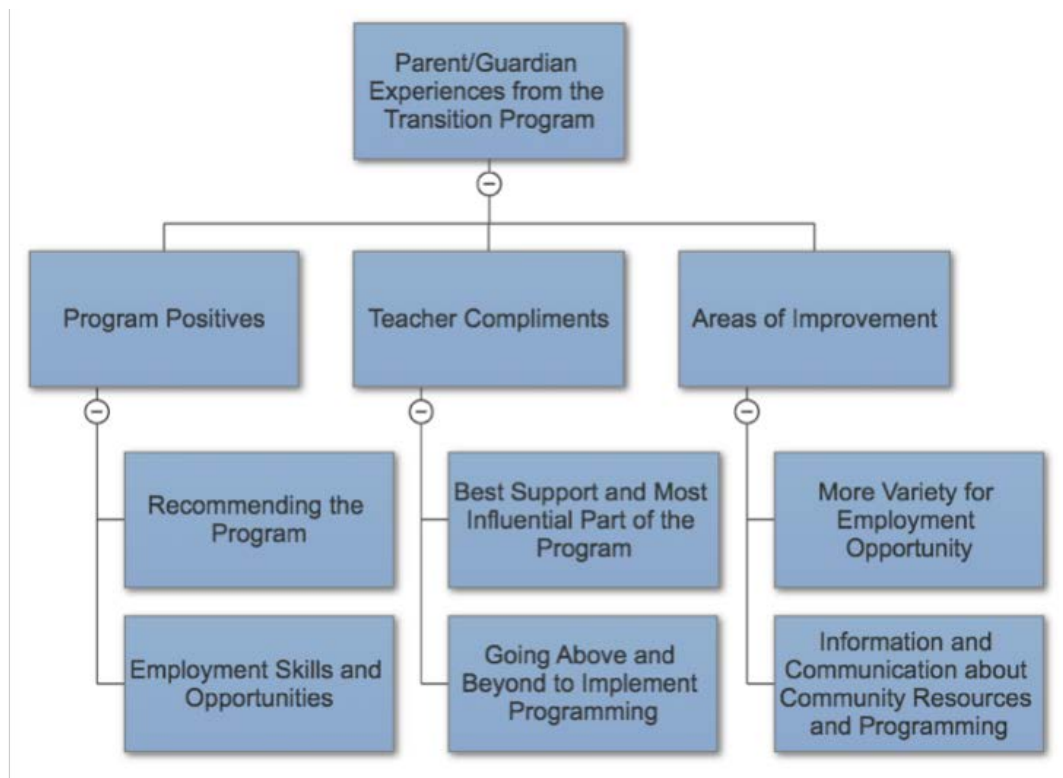 Parent/Guardian
Experiences from the
Transition Program
Program Positives
Teacher Compliments
Areas of Improvement
Recommending the
Program
Best Support and Most
Influential Part of the
Program
More Variety for
Employment
Opportunity
Employment Skills and
Opportunities
Going Above and
Beyond to Implement
Programming
Information and
Communication about
Community Resources
and Programming